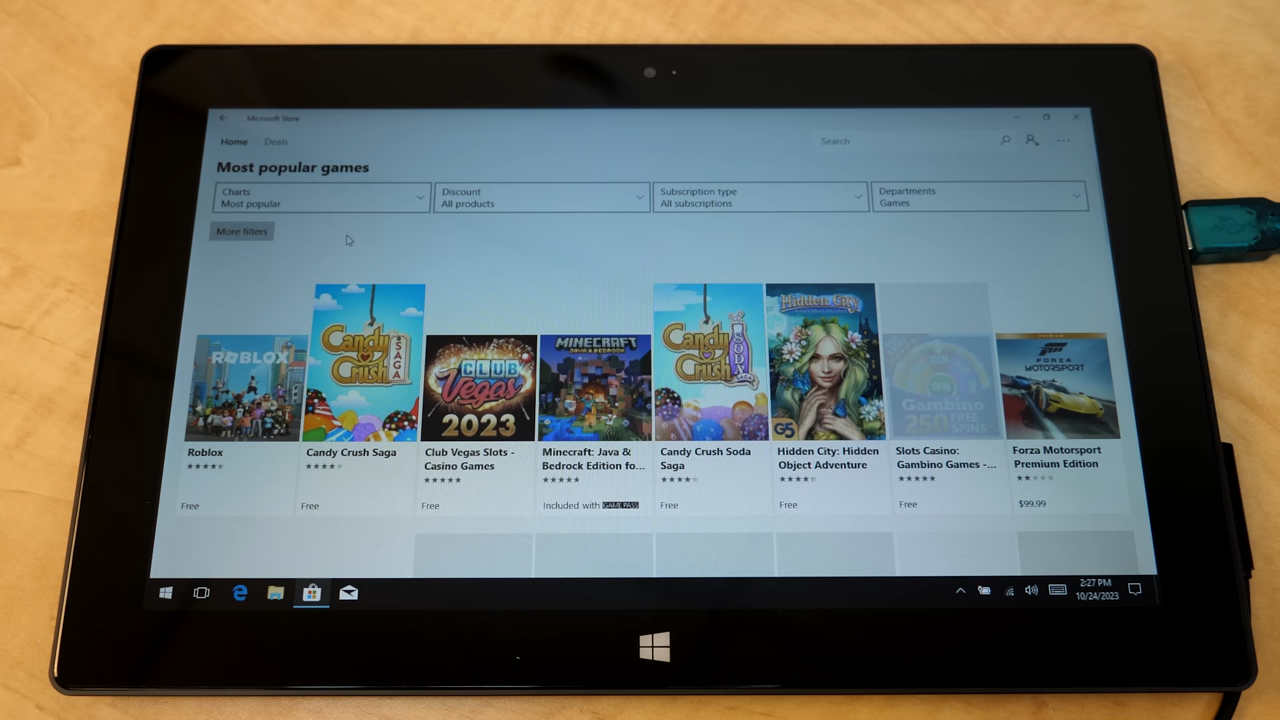 Microsoft Store
Home Deals Search
Most popular games
Charts
Most popular
Discount
All products
Subscription type
All subscriptions
Departments
Games
More filters
ROBLOX
Candy
Crush
SAGA
CLUB
Vegas
2023
MINECRAFT
JAVA & BEDROCK
Candy
Crush
SODA
SAGA
Hidden City
G5
Gambino
250 FREE
SPINS
PREMIUM
FORZA
MOTORSPORT
Roblox
Free
Candy Crush Saga
Free
Club Vegas Slots -
Casino Games
Free
Minecraft: Java &
Bedrock Edition fo...
Included with GAME PASS
Candy Crush Soda
Saga
Free
Hidden City: Hidden
Object Adventure
Free
Slots Casino:
Gambino Games -...
Free
Forza Motorsport
Premium Edition
$99.99
2:27 PM
10/24/2023